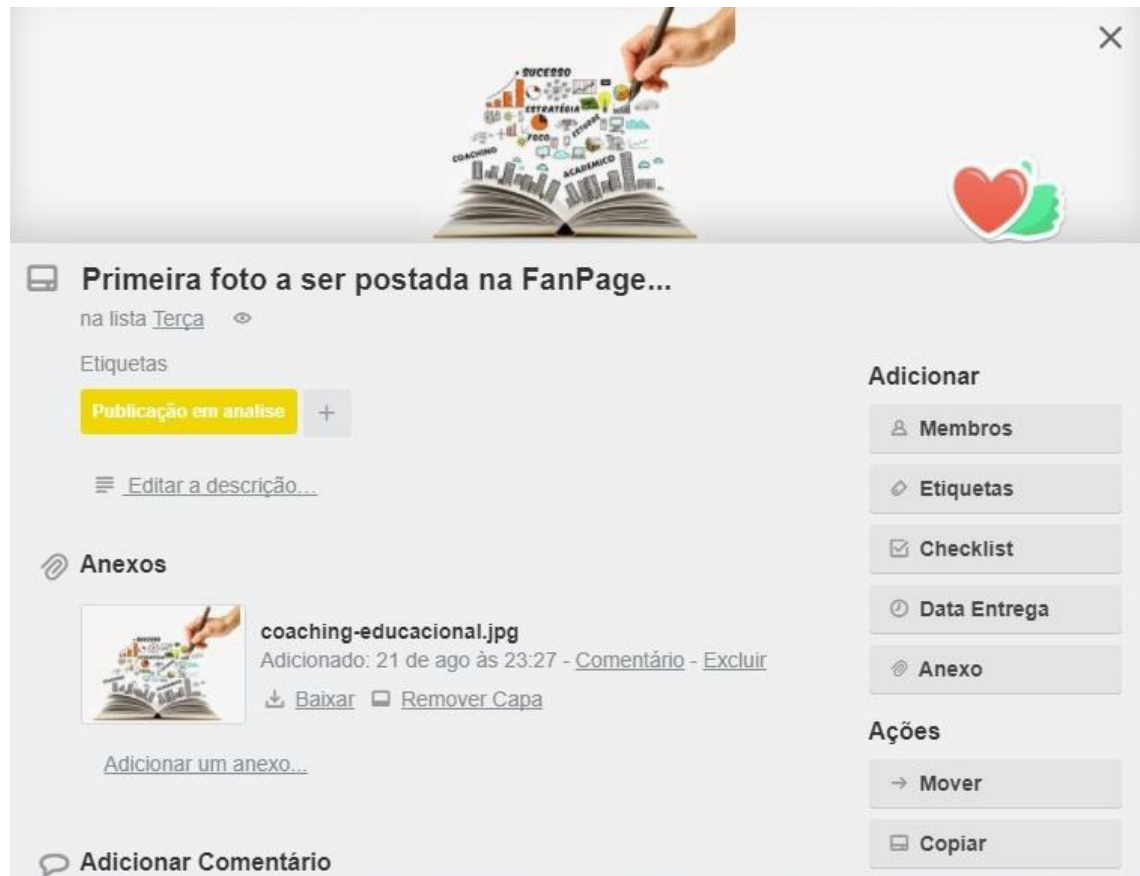 SUCESSO
ESTRATÉGIA
FOCO
ESTUDOS
COACHING
ACADEMICO
Primeira foto a ser postada na FanPage...
na lista Terça
Etiquetas
Publicação em analise +
Editar a descrição...
Anexos
coaching-educacional.jpg
Adicionado: 21 de ago às 23:27 - Comentário - Excluir
Baixar Remover Capa
Adicionar um anexo...
Adicionar Comentário
Adicionar
Membros
Etiquetas
Checklist
Data Entrega
Anexo
Ações
Mover
Copiar